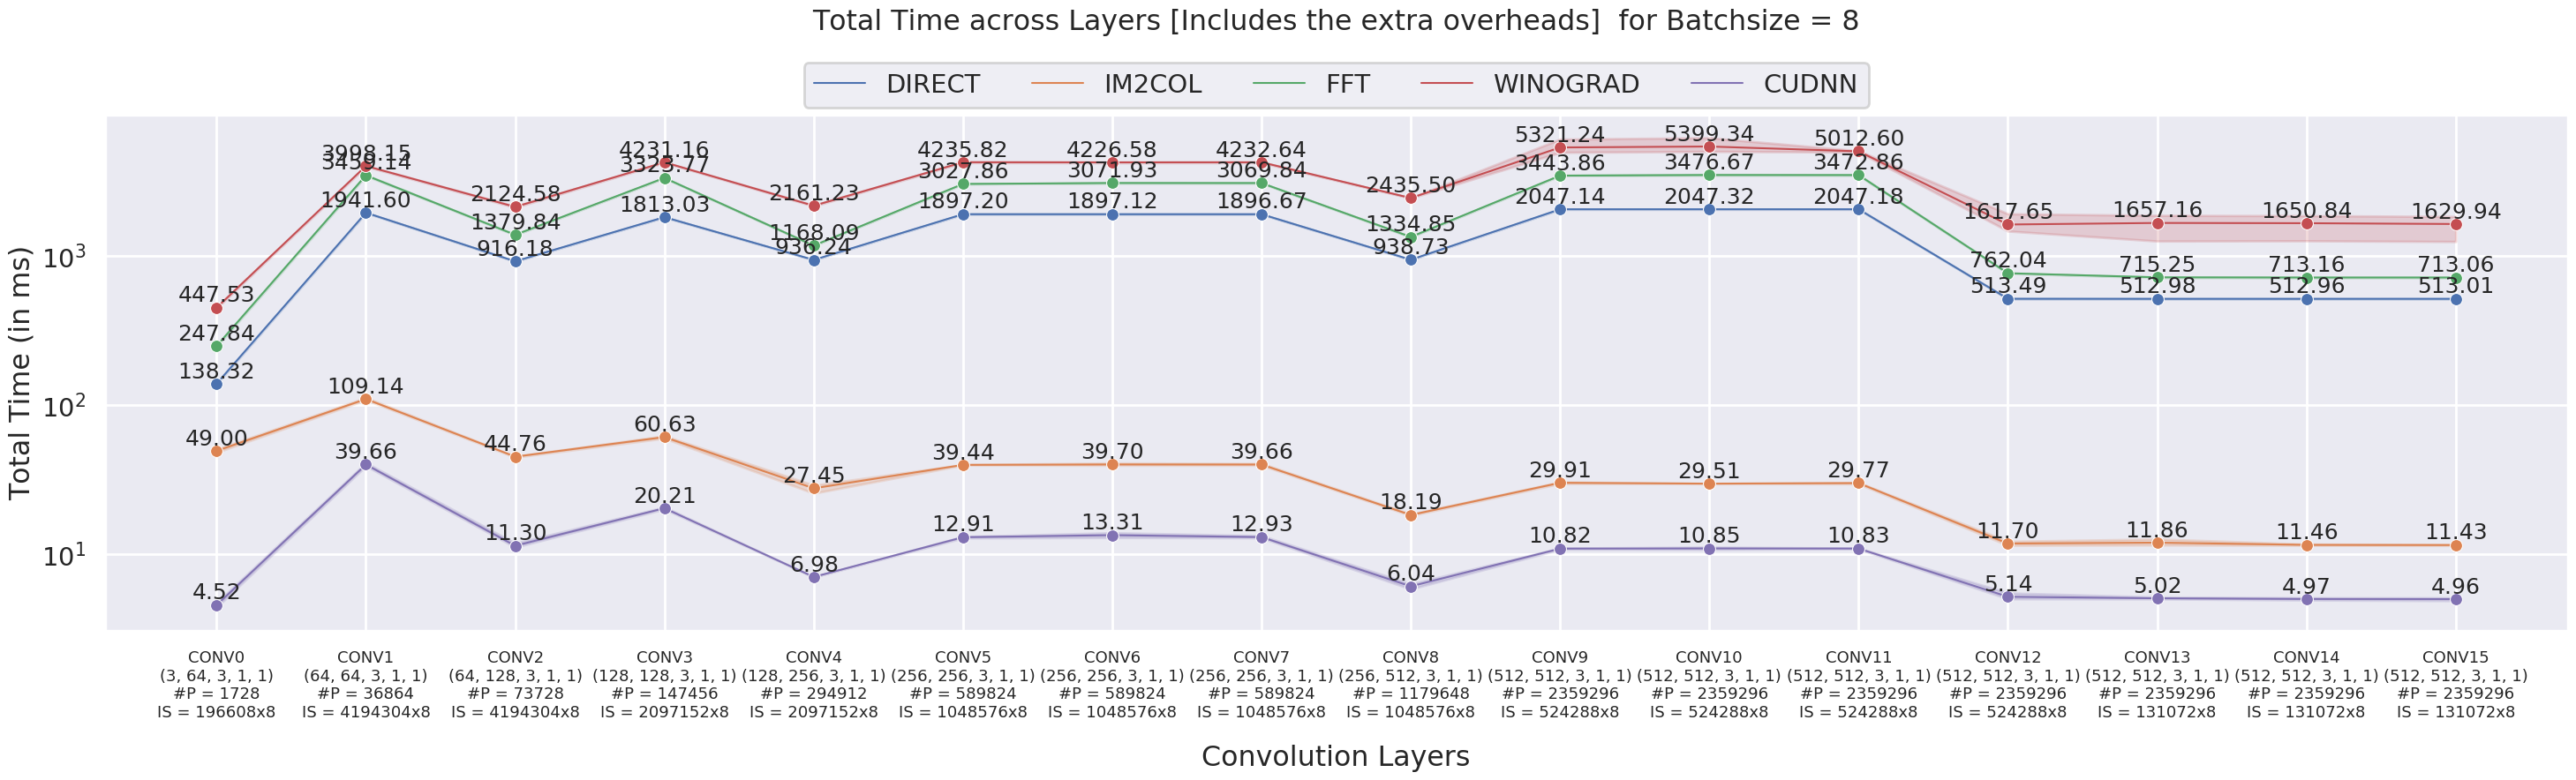 Total Time across Layers [Includes the extra overheads]  for Batchsize = 8
DIRECT IM2COL FFT WINOGRAD CUDNN
Total Time (in ms)
10^3
10^2
10^1
447.53 3998.15 2124.58 4231.16 2161.23 4235.82 4226.58 4232.64 2435.50 5321.24 5399.34 5012.60 1617.65 1657.16 1650.84 1629.94
247.84 3459.14 1379.84 3323.77 1168.09 3027.86 3071.93 3069.84 1334.85 3443.86 3476.67 3472.86 762.04 715.25 713.16 713.06
138.32 1941.60 916.18 1813.03 936.24 1897.20 1897.12 1896.67 938.73 2047.14 2047.32 2047.18 513.49 512.98 512.96 513.01
49.00 109.14 44.76 60.63 27.45 39.44 39.70 39.66 18.19 29.91 29.51 29.77 11.70 11.86 11.46 11.43
4.52 39.66 11.30 20.21 6.98 12.91 13.31 12.93 6.04 10.82 10.85 10.83 5.14 5.02 4.97 4.96
CONV0 CONV1 CONV2 CONV3 CONV4 CONV5 CONV6 CONV7 CONV8 CONV9 CONV10 CONV11 CONV12 CONV13 CONV14 CONV15
(3, 64, 3, 1, 1) (64, 64, 3, 1, 1) (64, 128, 3, 1, 1) (128, 128, 3, 1, 1) (128, 256, 3, 1, 1) (256, 256, 3, 1, 1) (256, 256, 3, 1, 1) (256, 256, 3, 1, 1) (256, 512, 3, 1, 1) (512, 512, 3, 1, 1) (512, 512, 3, 1, 1) (512, 512, 3, 1, 1) (512, 512, 3, 1, 1) (512, 512, 3, 1, 1) (512, 512, 3, 1, 1) (512, 512, 3, 1, 1)
#P = 1728 #P = 36864 #P = 73728 #P = 147456 #P = 294912 #P = 589824 #P = 589824 #P = 589824 #P = 1179648 #P = 2359296 #P = 2359296 #P = 2359296 #P = 2359296 #P = 2359296 #P = 2359296 #P = 2359296
IS = 196608x8 IS = 4194304x8 IS = 4194304x8 IS = 2097152x8 IS = 2097152x8 IS = 1048576x8 IS = 1048576x8 IS = 1048576x8 IS = 1048576x8 IS = 524288x8 IS = 524288x8 IS = 524288x8 IS = 524288x8 IS = 131072x8 IS = 131072x8 IS = 131072x8
Convolution Layers